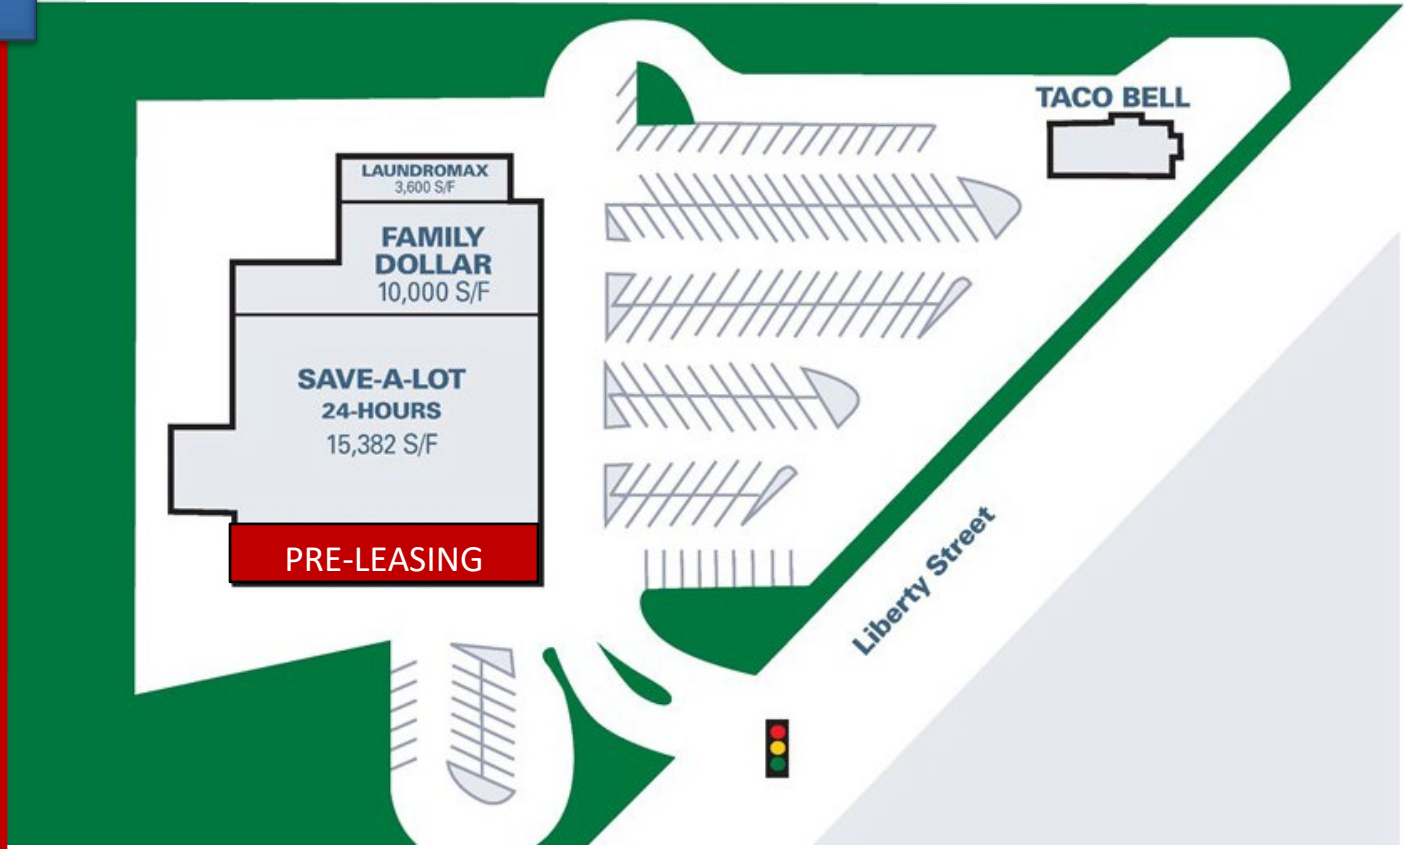 TACO BELL
LAUNDROMAX
3,600 S/F
FAMILY
DOLLAR
10,000 S/F
SAVE-A-LOT
24-HOURS
15,382 S/F
PRE-LEASING
Liberty Street